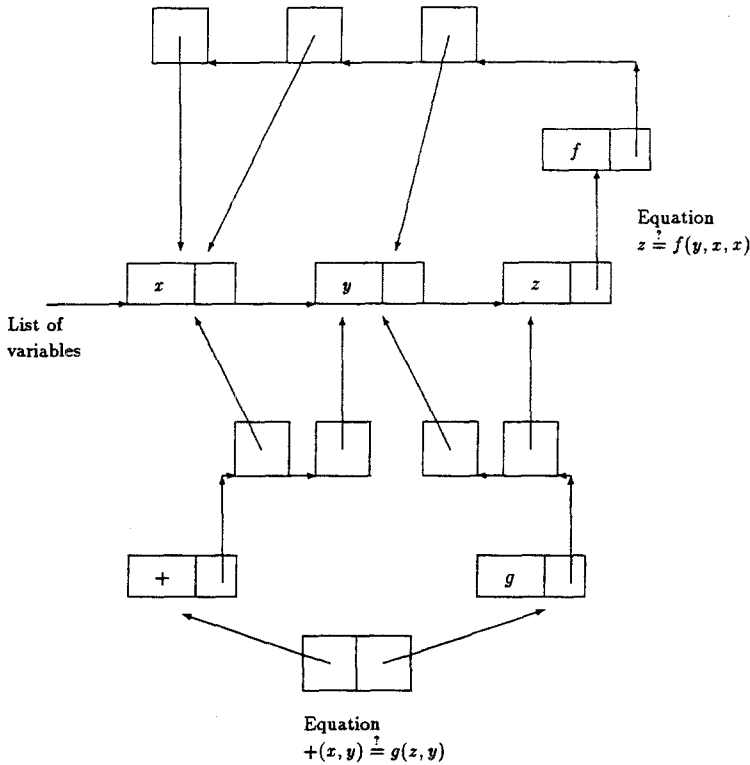 f
Equation
z ≟ f(y, x, x)
x
y
z
List of
variables
+
g
Equation
+(x, y) ≟ g(z, y)